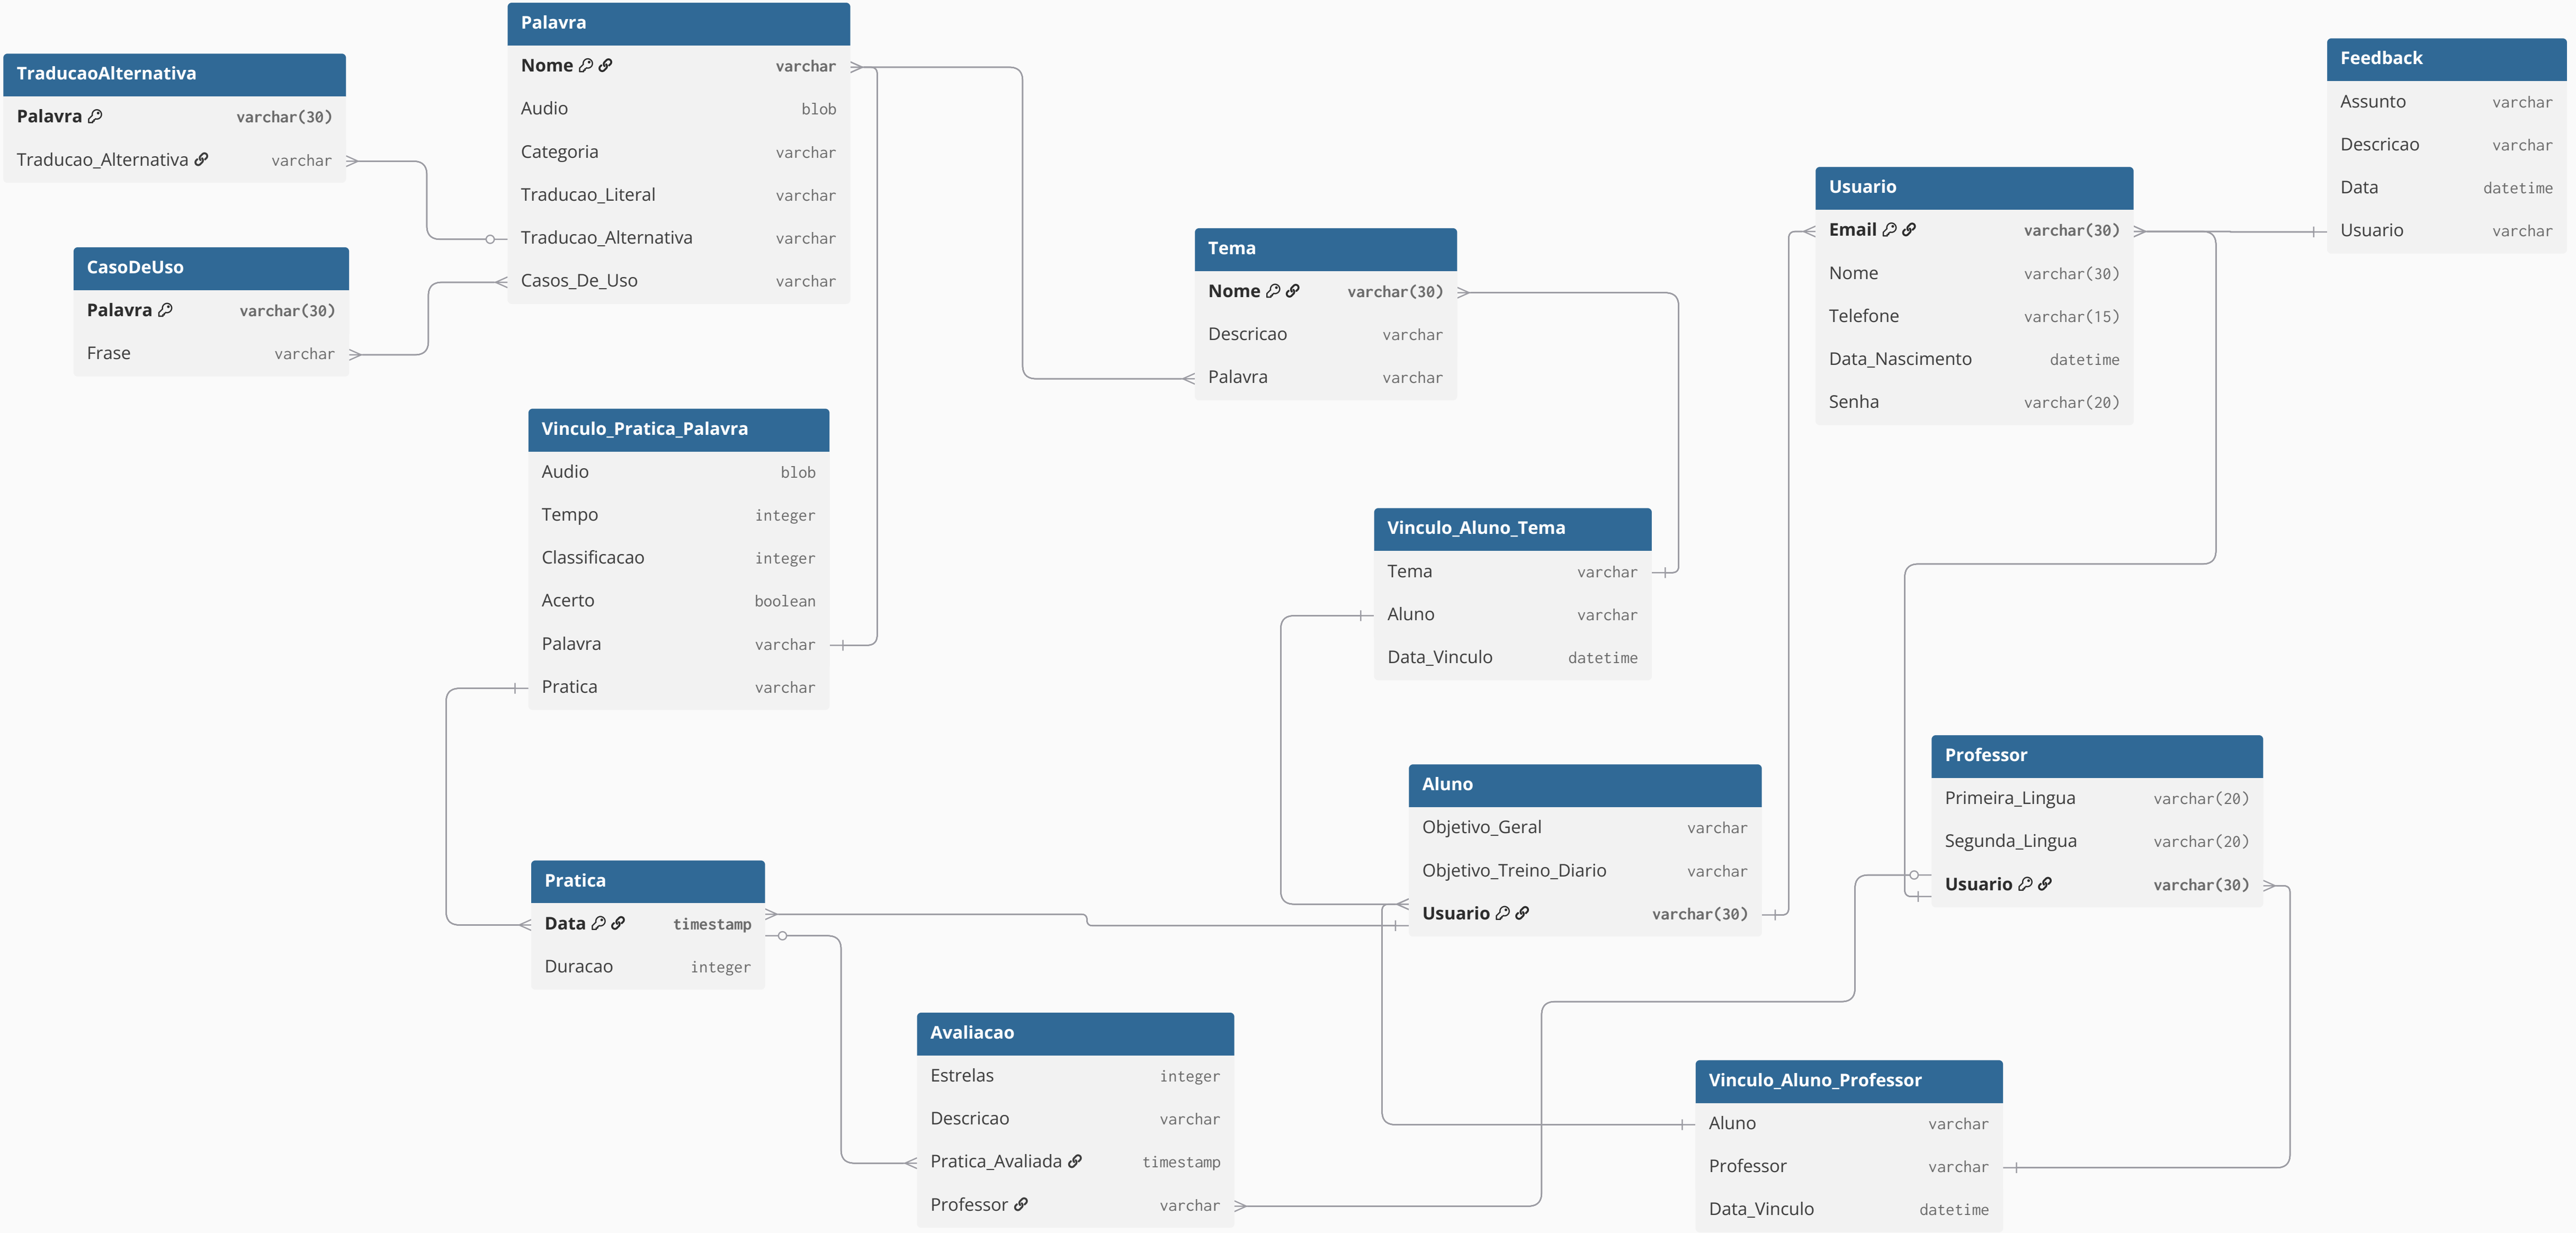 TraducaoAlternativa
Palavra varchar(30)
Traducao_Alternativa varchar
CasoDeUso
Palavra varchar(30)
Frase varchar
Palavra
Nome varchar
Audio blob
Categoria varchar
Traducao_Literal varchar
Traducao_Alternativa varchar
Casos_De_Uso varchar
Vinculo_Pratica_Palavra
Audio blob
Tempo integer
Classificacao integer
Acerto boolean
Palavra varchar
Pratica varchar
Pratica
Data timestamp
Duracao integer
Avaliacao
Estrelas integer
Descricao varchar
Pratica_Avaliada timestamp
Professor varchar
Tema
Nome varchar(30)
Descricao varchar
Palavra varchar
Vinculo_Aluno_Tema
Tema varchar
Aluno varchar
Data_Vinculo datetime
Aluno
Objetivo_Geral varchar
Objetivo_Treino_Diario varchar
Usuario varchar(30)
Usuario
Email varchar(30)
Nome varchar(30)
Telefone varchar(15)
Data_Nascimento datetime
Senha varchar(20)
Feedback
Assunto varchar
Descricao varchar
Data datetime
Usuario varchar
Professor
Primeira_Lingua varchar(20)
Segunda_Lingua varchar(20)
Usuario varchar(30)
Vinculo_Aluno_Professor
Aluno varchar
Professor varchar
Data_Vinculo datetime